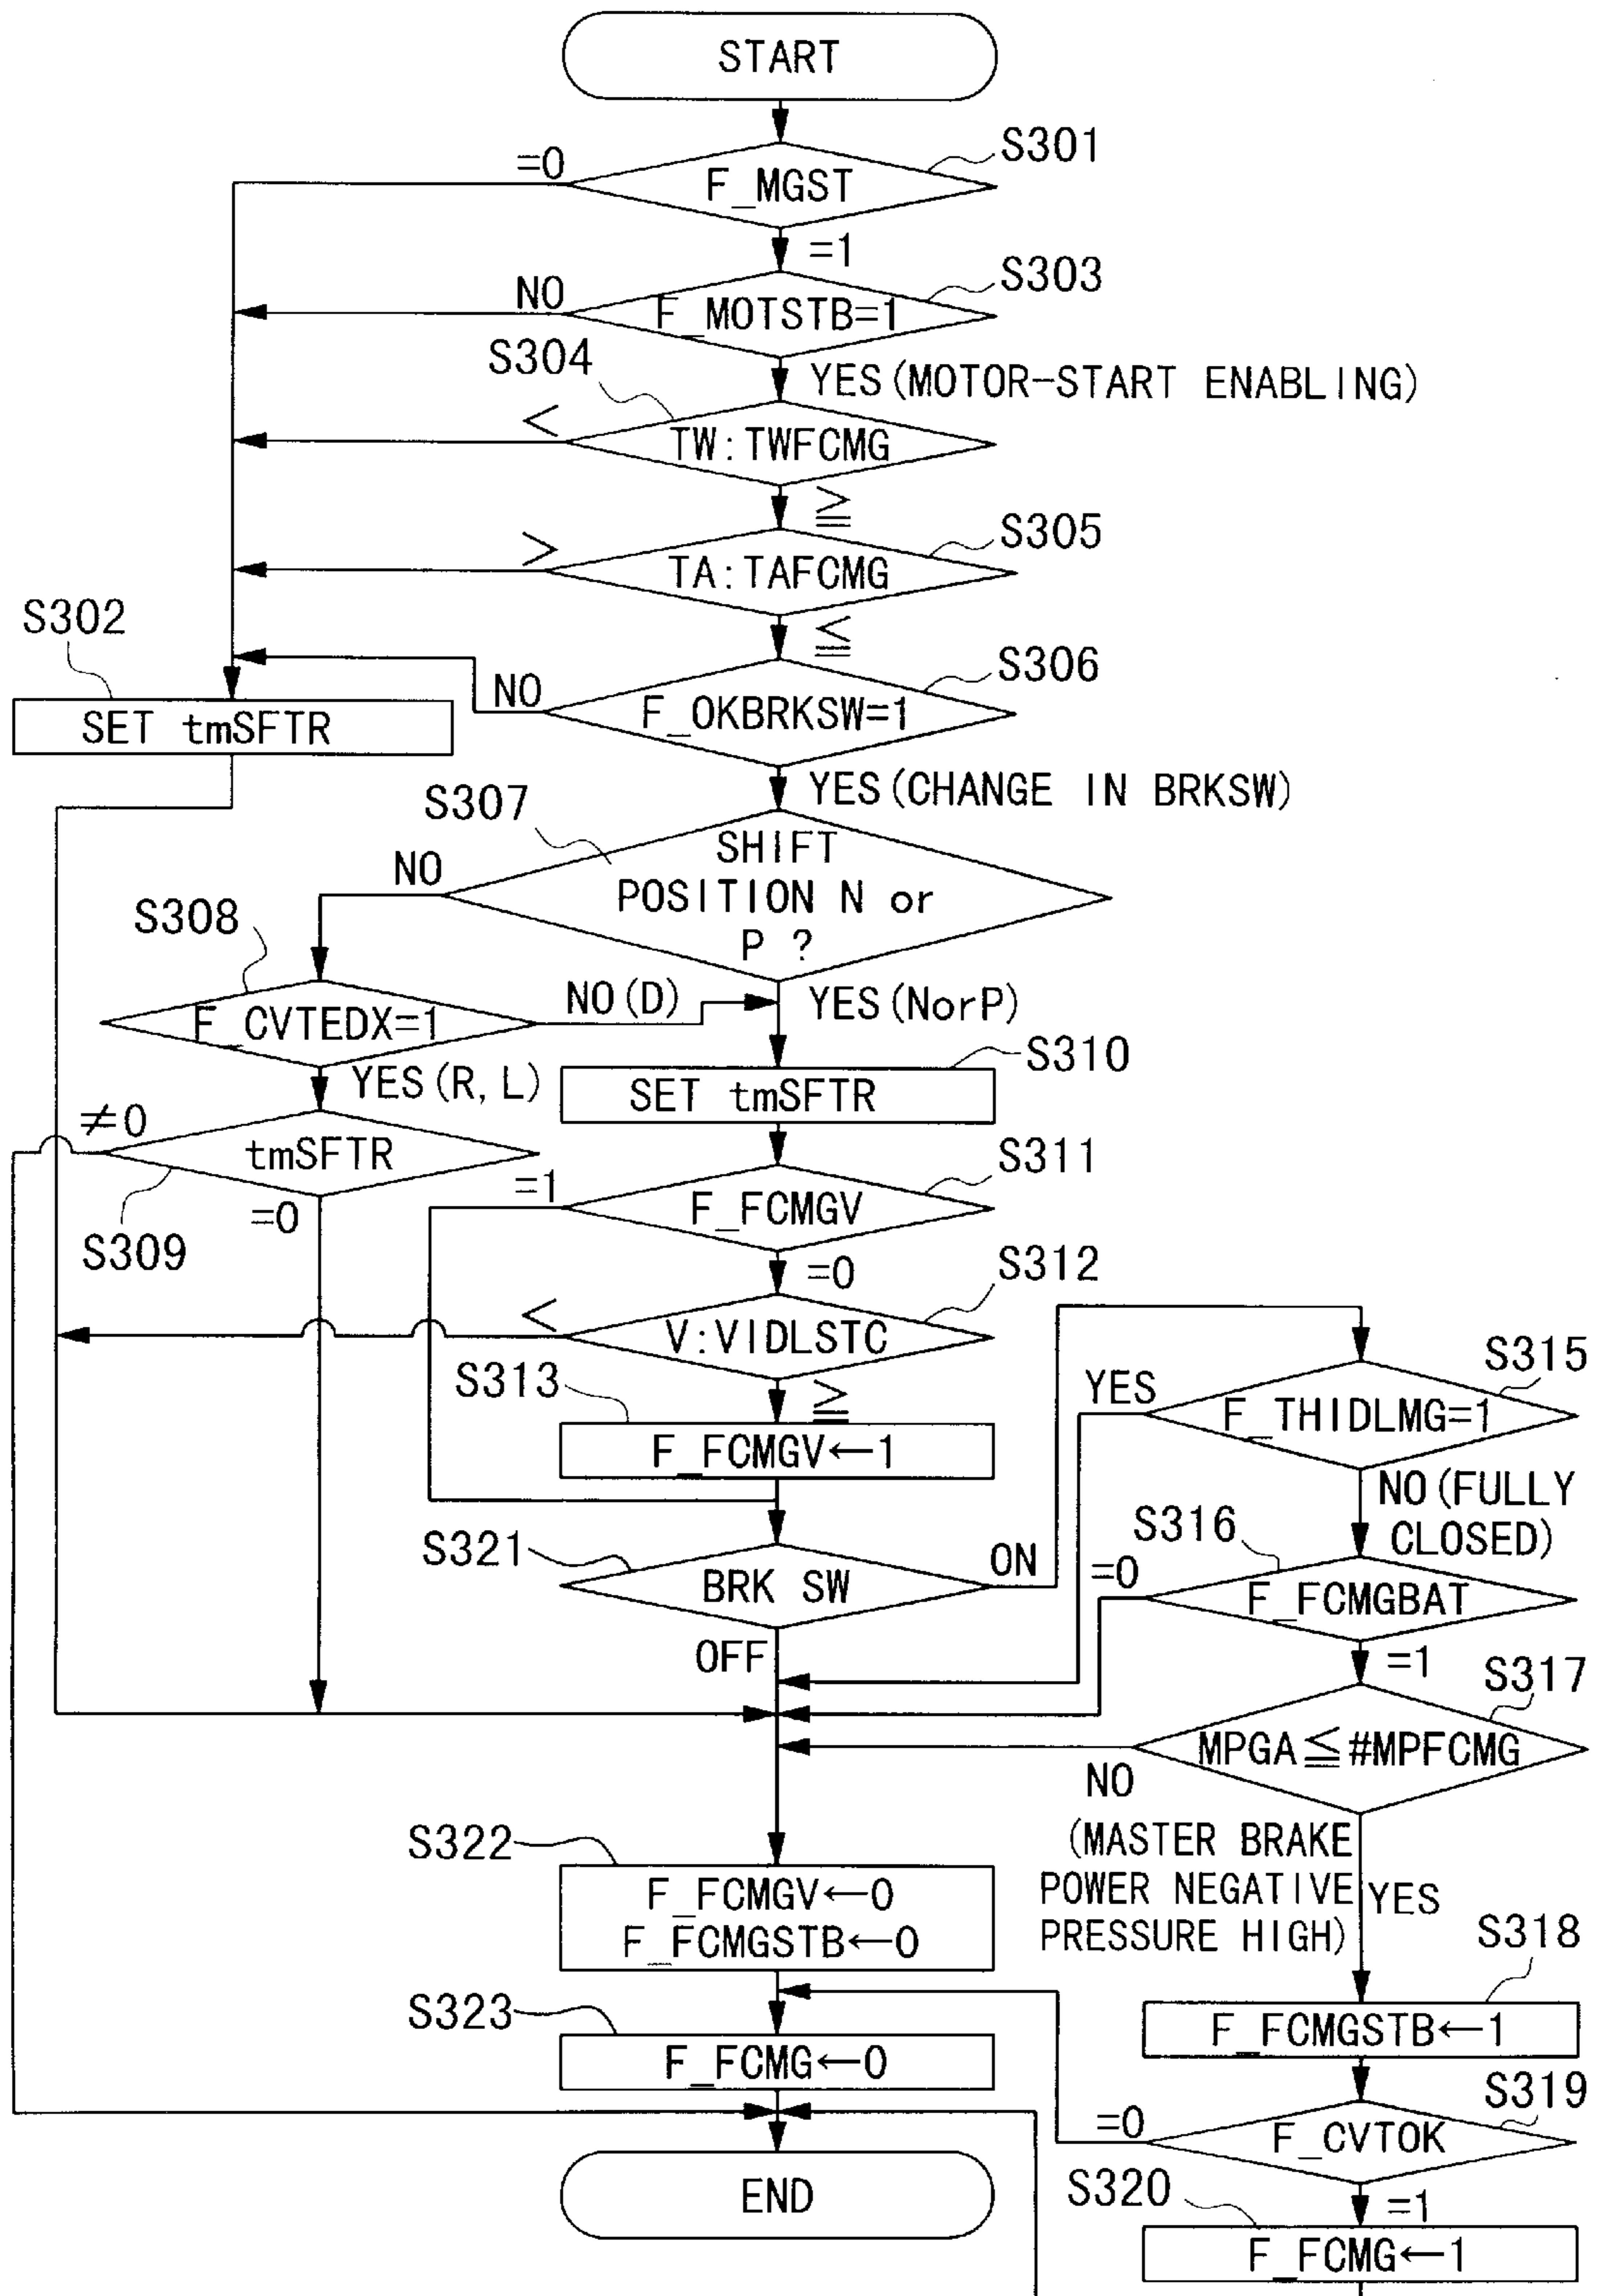 START
S301
=0
F_MGST
=1
S303
NO
F_MOTSTB=1
S304
YES(MOTOR-START ENABLING)
<
TW:TWFCMG
≧
S305
>
TA:TAFCMG
≦
S302
S306
NO
F_OKBRKSW=1
SET tmSFTR
YES(CHANGE IN BRKSW)
S307
SHIFT
POSITION N or
P ?
NO
S308
NO(D)
YES(NorP)
F_CVTEDX=1
S310
YES(R,L)
SET tmSFTR
≠0
tmSFTR
S311
=1
F_FCMGV
=0
S309
=0
S312
<
V:VIDLSTC
S315
S313
≧
YES
F_THIDLMG=1
F_FCMGV←1
NO(FULLY
CLOSED)
S316
S321
ON
=0
BRK SW
F_FCMGBAT
OFF
=1
S317
MPGA≦#MPFCMG
NO
(MASTER BRAKE
POWER NEGATIVE
PRESSURE HIGH)
YES
S322
F_FCMGV←0
F_FCMGSTB←0
S318
F_FCMGSTB←1
S323
F_FCMG←0
S319
=0
F_CVTOK
END
S320
=1
F_FCMG←1